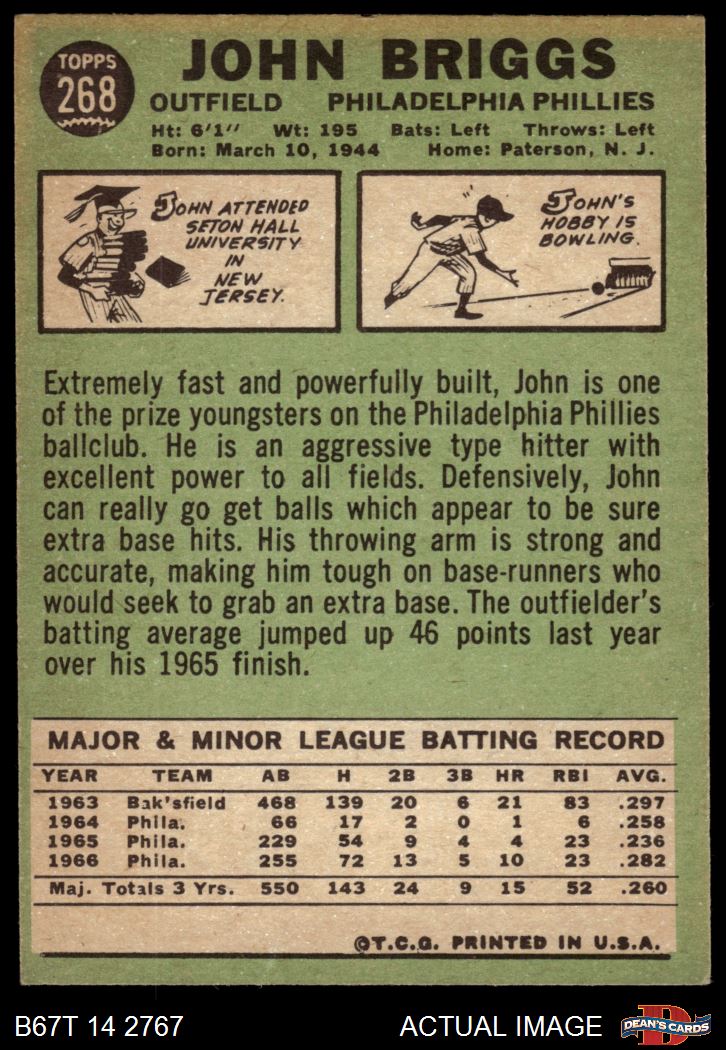 TOPPS
268
JOHN BRIGGS
OUTFIELD PHILADELPHIA PHILLIES
Ht: 6'1" Wt: 195 Bats: Left Throws: Left
Born: March 10, 1944 Home: Paterson, N. J.
JOHN ATTENDED
SETON HALL
UNIVERSITY
IN
NEW
JERSEY.
JOHN'S
HOBBY IS
BOWLING.
Extremely fast and powerfully built, John is one
of the prize youngsters on the Philadelphia Phillies
ballclub. He is an aggressive type hitter with
excellent power to all fields. Defensively, John
can really go get balls which appear to be sure
extra base hits. His throwing arm is strong and
accurate, making him tough on base-runners who
would seek to grab an extra base. The outfielder's
batting average jumped up 46 points last year
over his 1965 finish.
MAJOR & MINOR LEAGUE BATTING RECORD
YEAR TEAM AB H 2B 3B HR RBI AVG.
1963 Bak'sfield 468 139 20 6 21 83 .297
1964 Phila. 66 17 2 0 1 6 .258
1965 Phila. 229 54 9 4 4 23 .236
1966 Phila. 255 72 13 5 10 23 .282
Maj. Totals 3 Yrs. 550 143 24 9 15 52 .260
©T.C.G. PRINTED IN U.S.A.
B67T 14 2767 ACTUAL IMAGE
D
DEAN'S CARDS